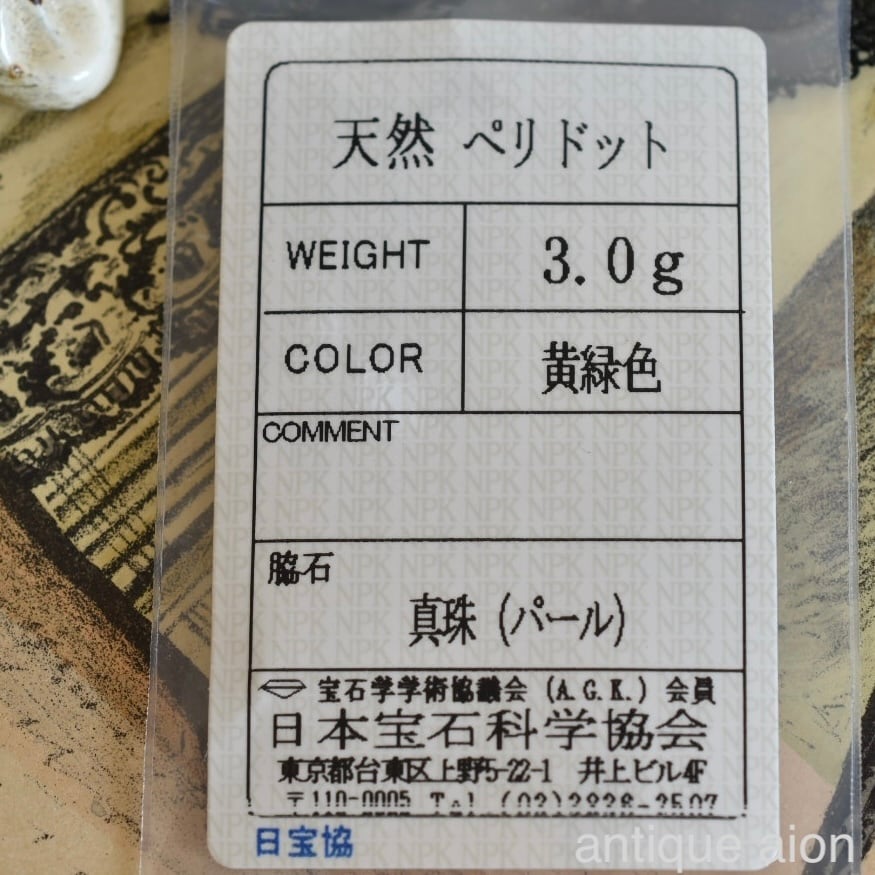 天然 ペリドット
WEIGHT 3.0g
COLOR 黄緑色
COMMENT
脇石
真珠 (パール)
宝石学学術協議会 (A.G.K.) 会員
日本宝石科学協会
東京都台東区上野5-22-1 井上ビル4F
〒110-0005
日宝協
antique aion